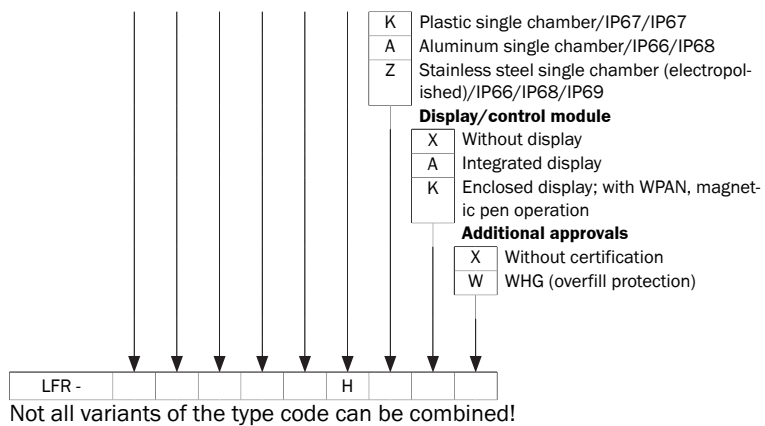 K Plastic single chamber/IP67/IP67
A Aluminum single chamber/IP66/IP68
Z Stainless steel single chamber (electropol-
ished)/IP66/IP68/IP69
Display/control module
X Without display
A Integrated display
K Enclosed display; with WPAN, magnet-
ic pen operation
Additional approvals
X Without certification
W WHG (overfill protection)
LFR - H
Not all variants of the type code can be combined!